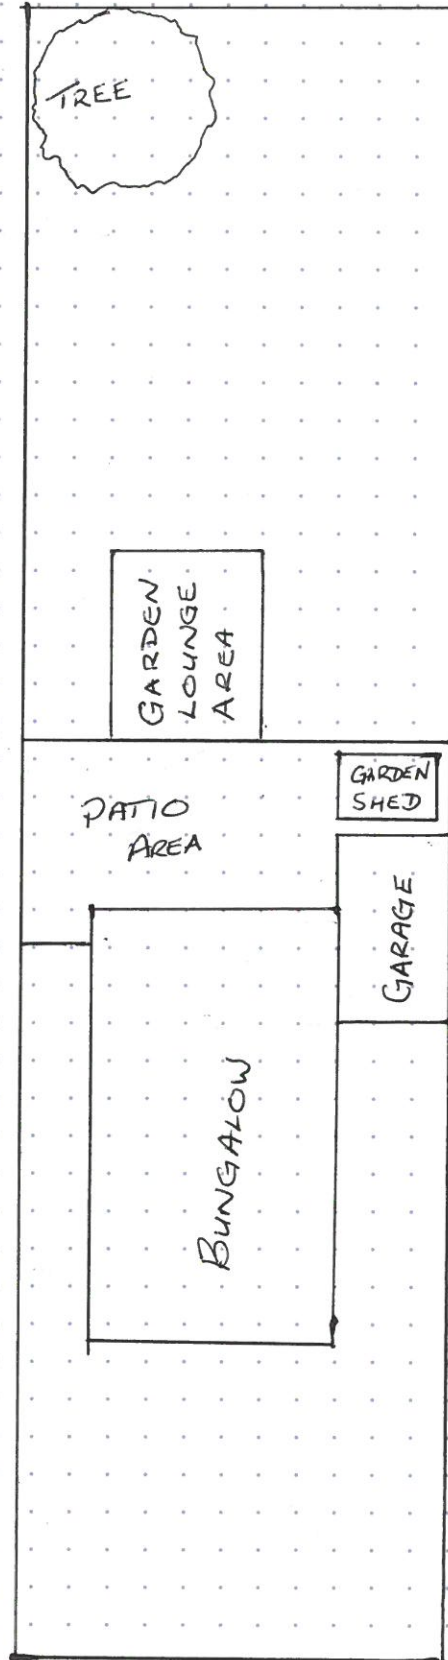 TREE
GARDEN
LOUNGE
AREA
GARDEN
SHED
PATIO
AREA
GARAGE
BUNGALOW